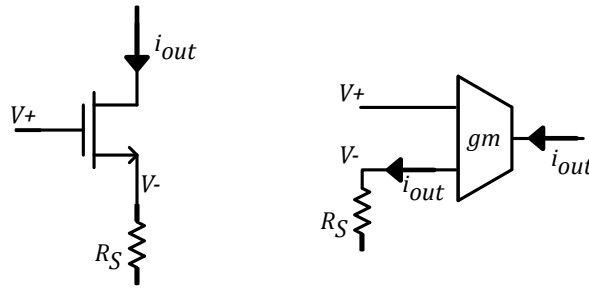 i_out
V+
V-
R_S
V+
gm
V-
i_out
i_out
R_S